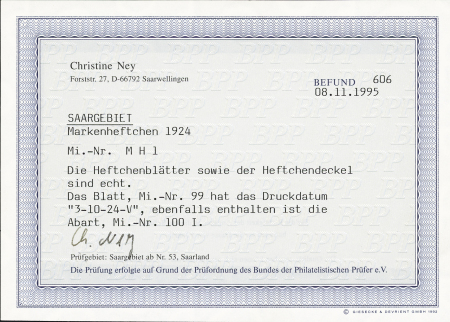 Christine Ney
Forststr. 27, D-66792 Saarwellingen
BEFUND 606
08.11.1995
SAARGEBIET
Markenheftchen 1924
Mi.-Nr. M H 1
Die Heftchenblätter sowie der Heftchendeckel
sind echt.
Das Blatt, Mi.-Nr. 99 hat das Druckdatum
"3-10-24-V", ebenfalls enthalten ist die
Abart, Mi.-Nr. 100 I.
Ch. Ney
Prüfgebiet: Saargebiet ab Nr. 53, Saarland
Die Prüfung erfolgte auf Grund der Prüfordnung des Bundes der Philatelistischen Prüfer e.V.
© GIESECKE & DEVRIENT GMBH 1992